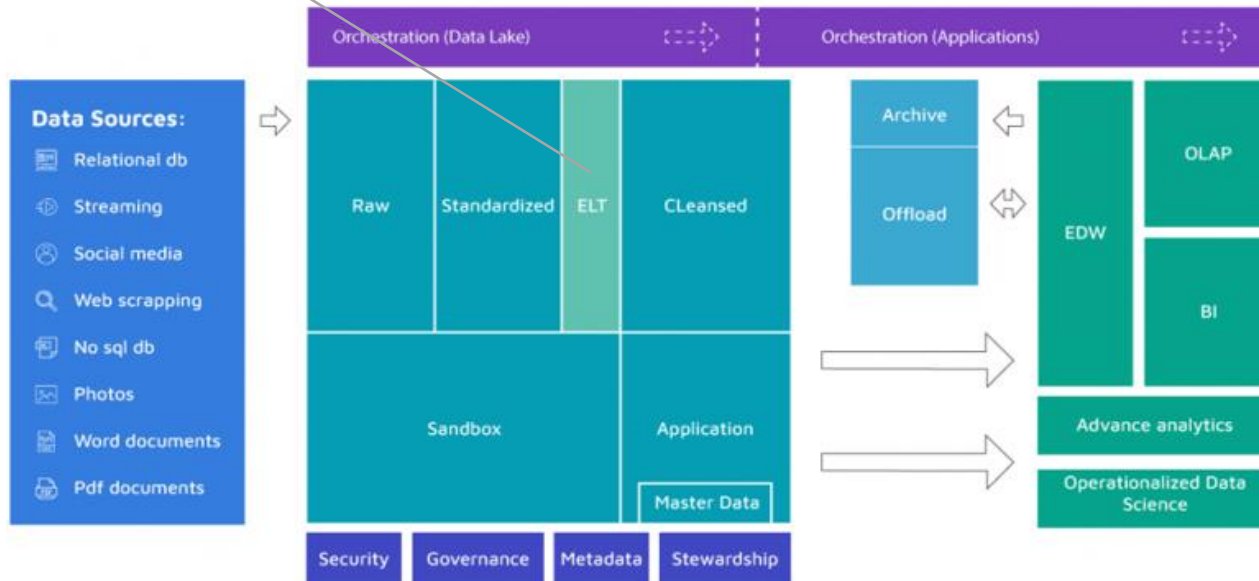 Orchestration (Data Lake)
Orchestration (Applications)
Data Sources:
Relational db
Streaming
Social media
Web scrapping
No sql db
Photos
Word documents
Pdf documents
Raw
Standardized
ELT
CLeansed
Sandbox
Application
Master Data
Security
Governance
Metadata
Stewardship
Archive
Offload
EDW
OLAP
BI
Advance analytics
Operationalized Data
Science